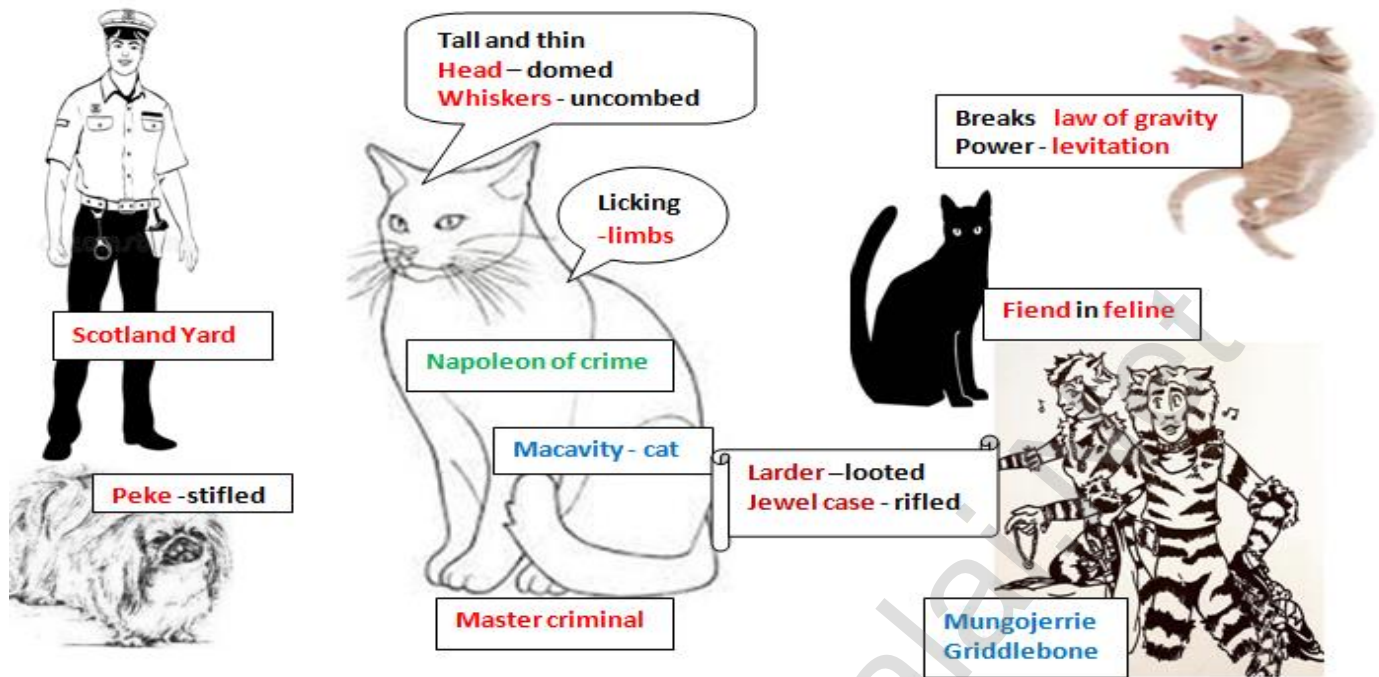 Tall and thin
Head – domed
Whiskers - uncombed
Breaks law of gravity
Power - levitation
Licking
-limbs
Scotland Yard
Fiend in feline
Napoleon of crime
Macavity - cat
Larder –looted
Jewel case - rifled
Peke -stifled
Master criminal
Mungojerrie
Griddlebone